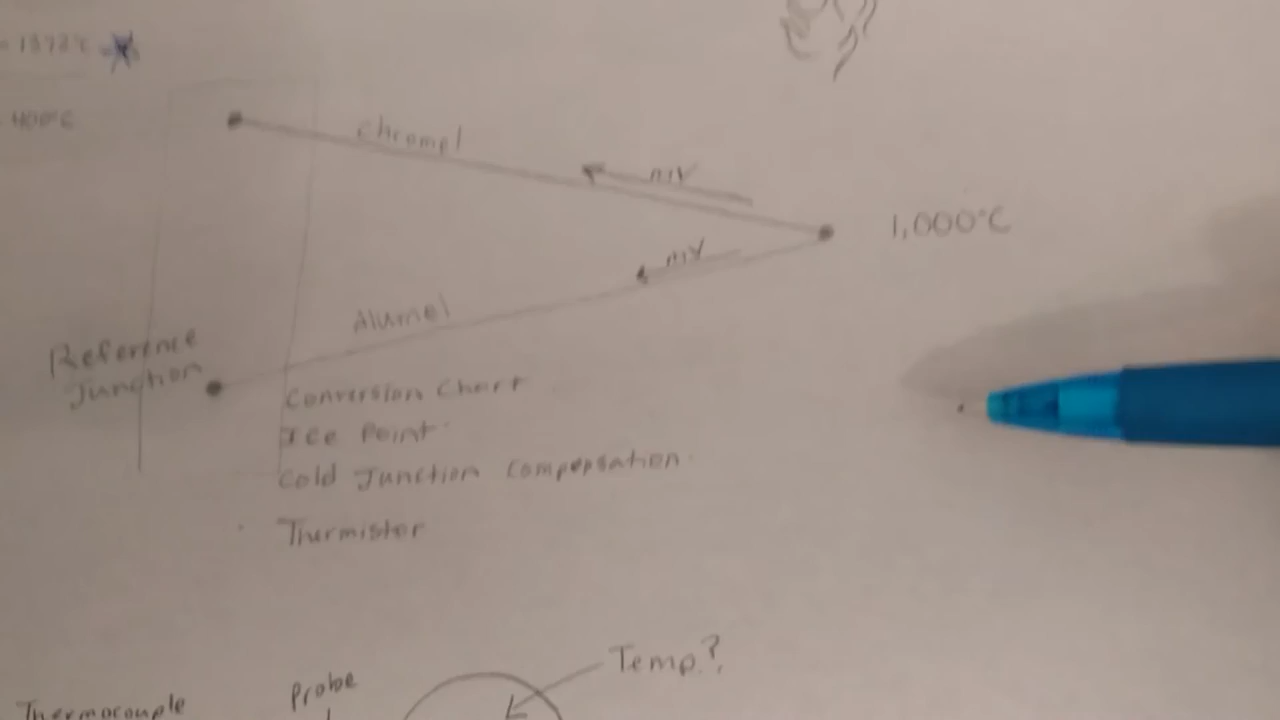 400°C
Chromel
mV
1,000°C
mV
Alumel
Reference
Junction
Conversion Chart
Ice Point
Cold Junction Compensation
Thermister
Temp?
Probe
Thermocouple